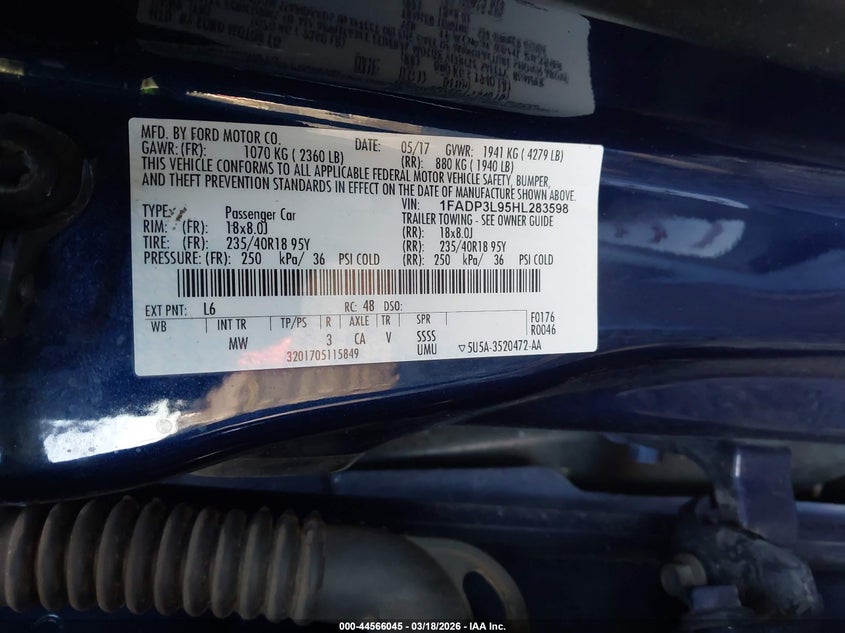 MFD. BY FORD MOTOR CO.
DATE: 05/17 GVWR: 1941 KG ( 4279 LB)
GAWR: (FR): 1070 KG ( 2360 LB) (RR): 880 KG ( 1940 LB)
THIS VEHICLE CONFORMS TO ALL APPLICABLE FEDERAL MOTOR VEHICLE SAFETY, BUMPER,
AND THEFT PREVENTION STANDARDS IN EFFECT ON THE DATE OF MANUFACTURE SHOWN ABOVE.
VIN: 1FADP3L95HL283598
TYPE: Passenger Car TRAILER TOWING - SEE OWNER GUIDE
RIM: (FR): 18x8.0J (RR): 18x8.0J
TIRE: (FR): 235/40R18 95Y (RR): 235/40R18 95Y
PRESSURE: (FR): 250 kPa/ 36 PSI COLD (RR): 250 kPa/ 36 PSI COLD
EXT PNT: L6 RC: 48 DSO: F0176
WB INT TR TP/PS R AXLE TR SPR R0046
MW 3 CA V SSSS
3201705115849 UMU ▽5U5A-3520472-AA
000-44566045 - 03/18/2026 - IAA Inc.